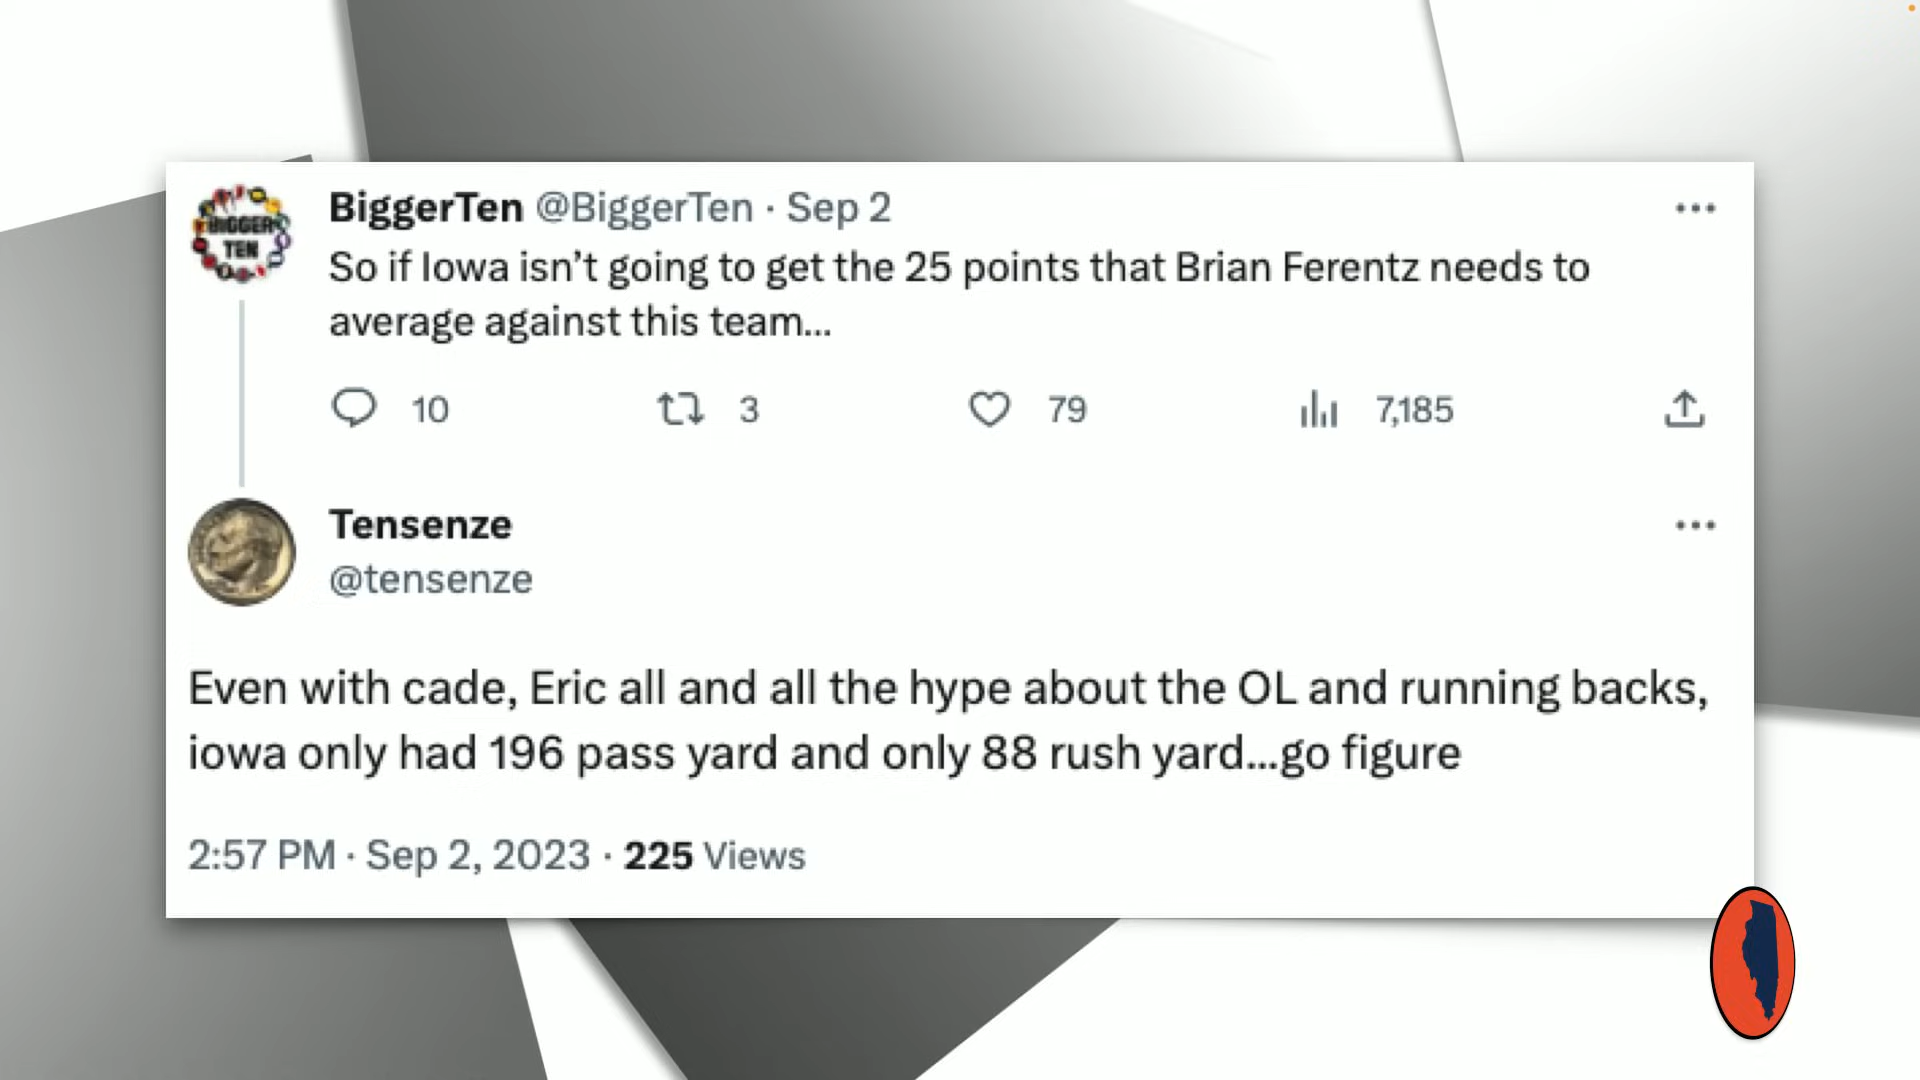 BIGGER
TEN
BiggerTen @BiggerTen · Sep 2
So if Iowa isn’t going to get the 25 points that Brian Ferentz needs to
average against this team...
10 3 79 7,185
Tensenze
@tensenze
Even with cade, Eric all and all the hype about the OL and running backs,
iowa only had 196 pass yard and only 88 rush yard...go figure
2:57 PM · Sep 2, 2023 · 225 Views